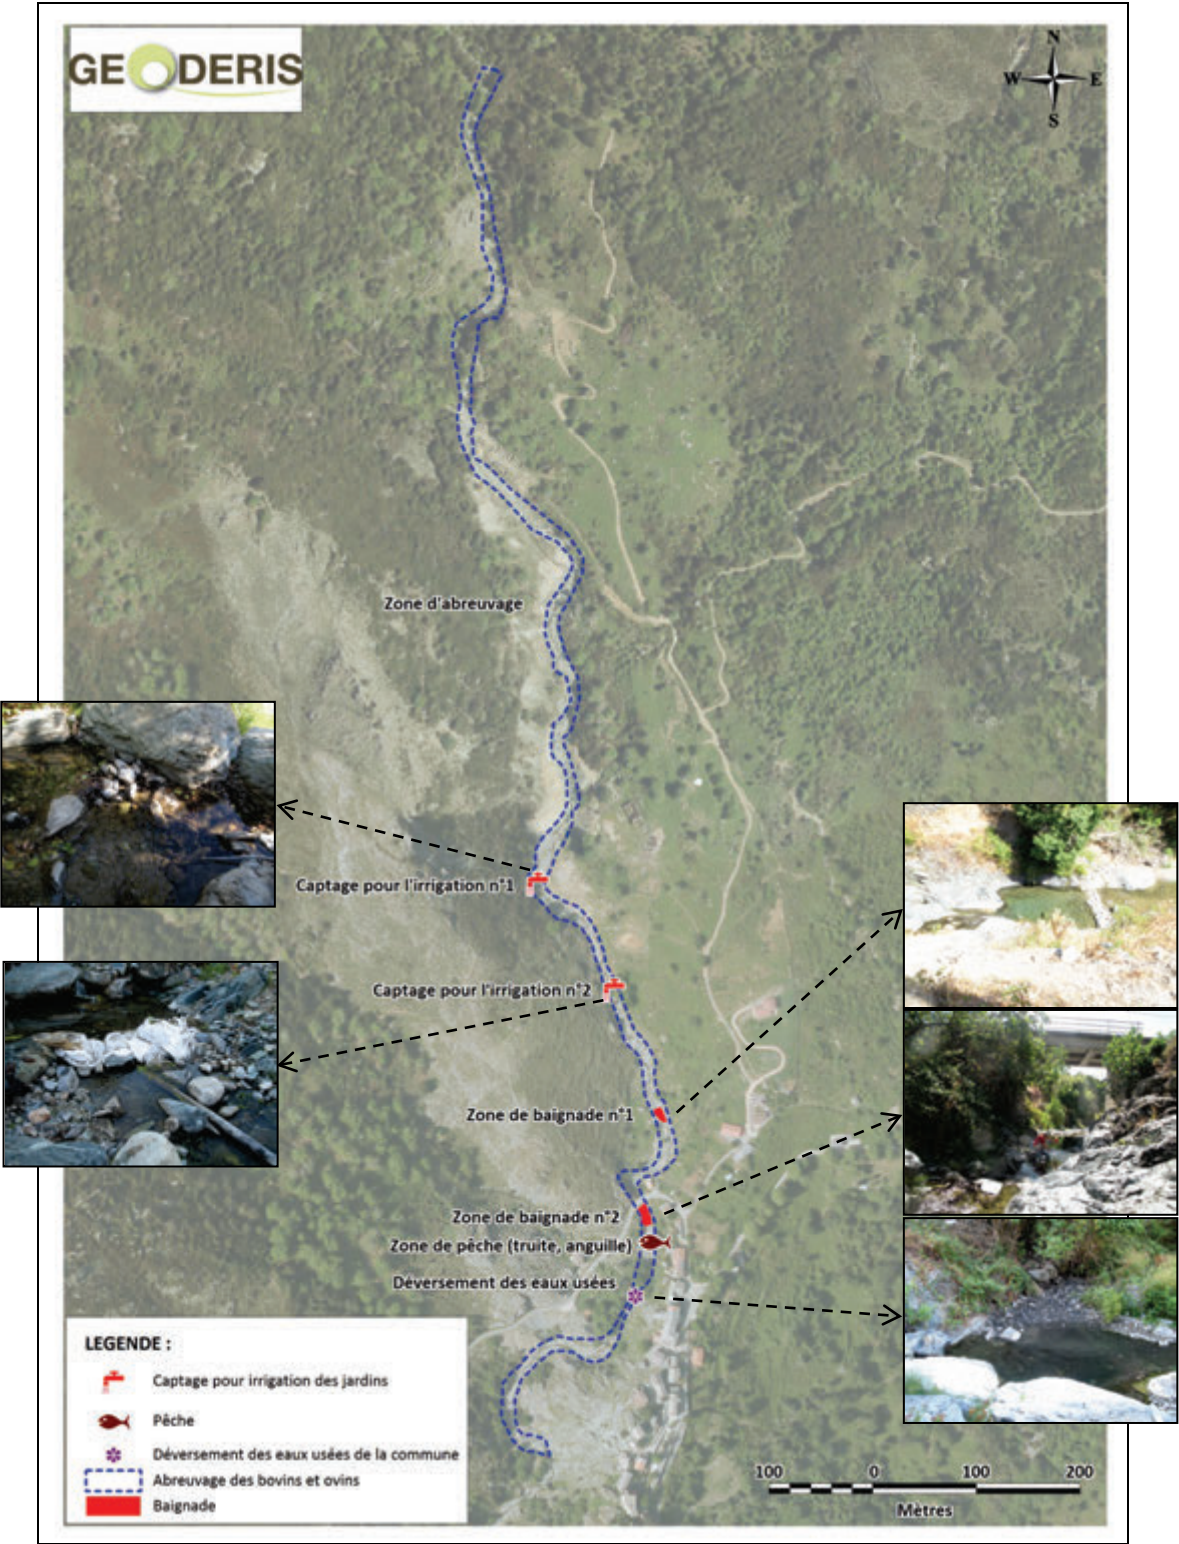 GEODERIS
N
W E
S
Zone d'abreuvage
Captage pour l'irrigation n°1
Captage pour l'irrigation n°2
Zone de baignade n°1
Zone de baignade n°2
Zone de pêche (truite, anguille)
Déversement des eaux usées
LEGENDE :
Captage pour irrigation des jardins
Pêche
Déversement des eaux usées de la commune
Abreuvage des bovins et ovins
Baignade
100 0 100 200
Mètres